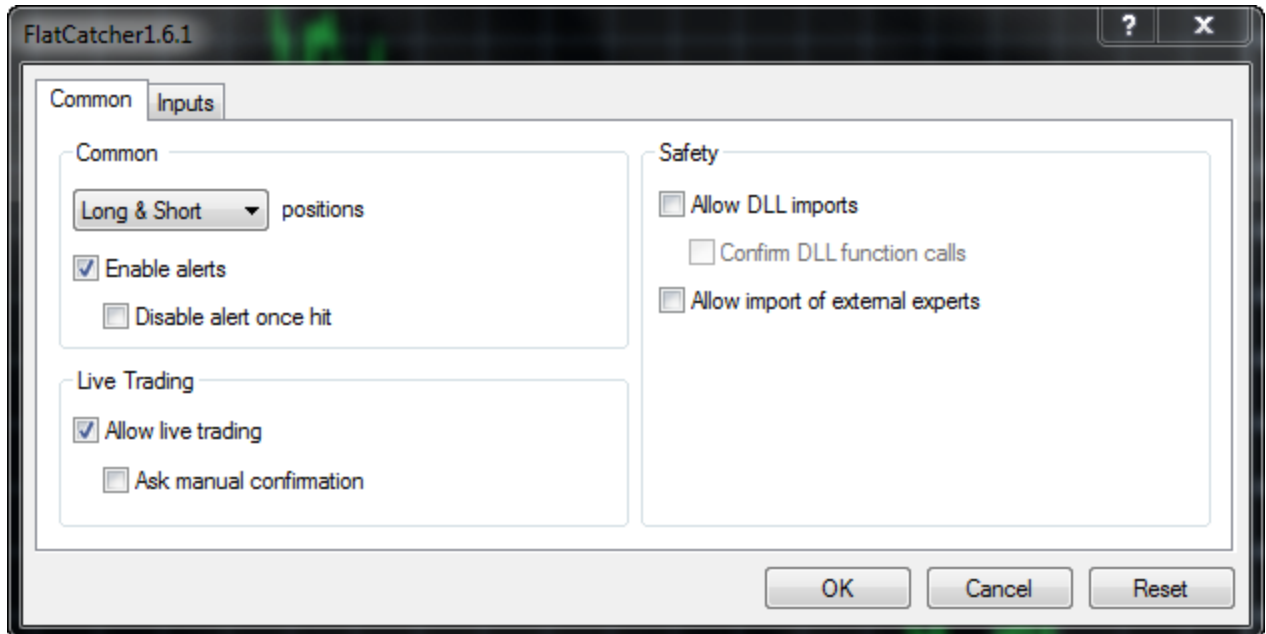 FlatCatcher1.6.1
?
x
Common
Inputs
Common
Long & Short positions
Enable alerts
Disable alert once hit
Live Trading
Allow live trading
Ask manual confirmation
Safety
Allow DLL imports
Confirm DLL function calls
Allow import of external experts
OK
Cancel
Reset